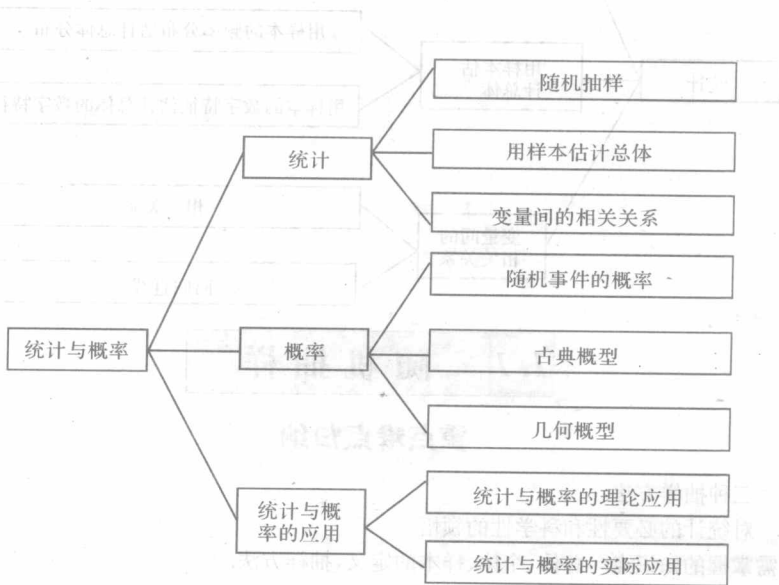 随机抽样
统计
用样本估计总体
变量间的相关关系
随机事件的概率
统计与概率
概率
古典概型
几何概型
统计与概
率的应用
统计与概率的理论应用
统计与概率的实际应用